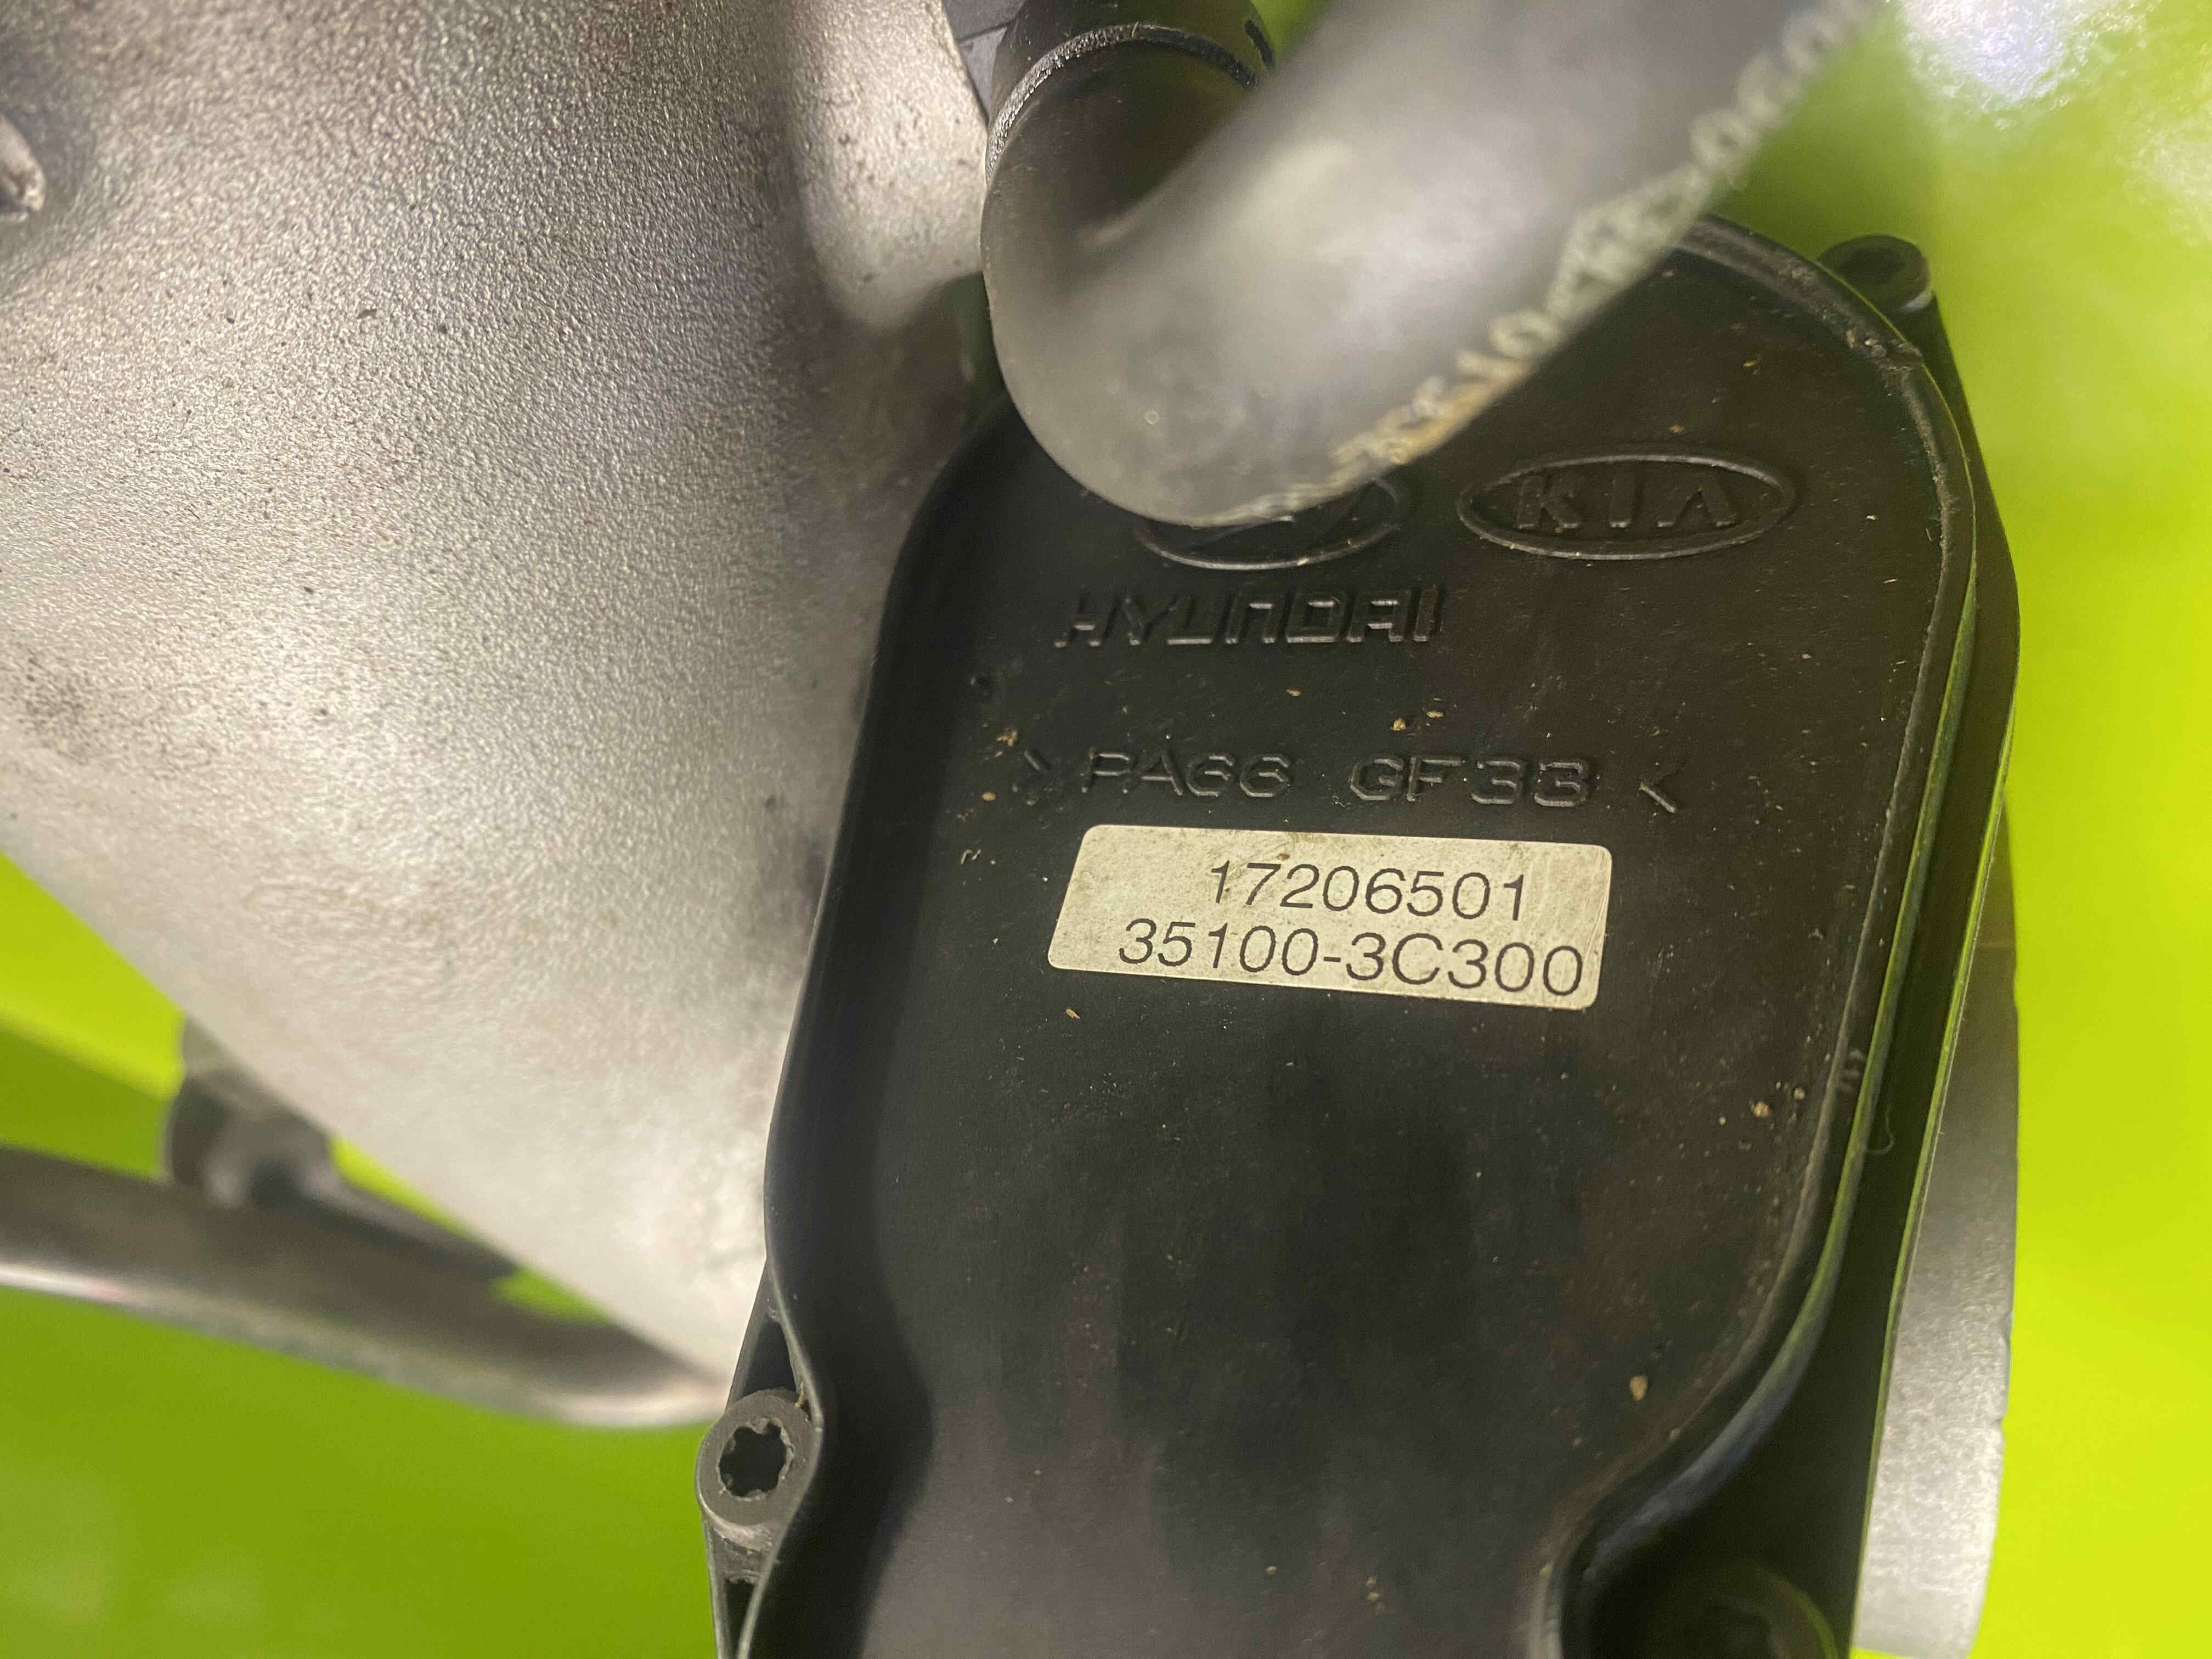 KIA
HYUNDAI
> PA66 GF33 <
17206501
35100-3C300